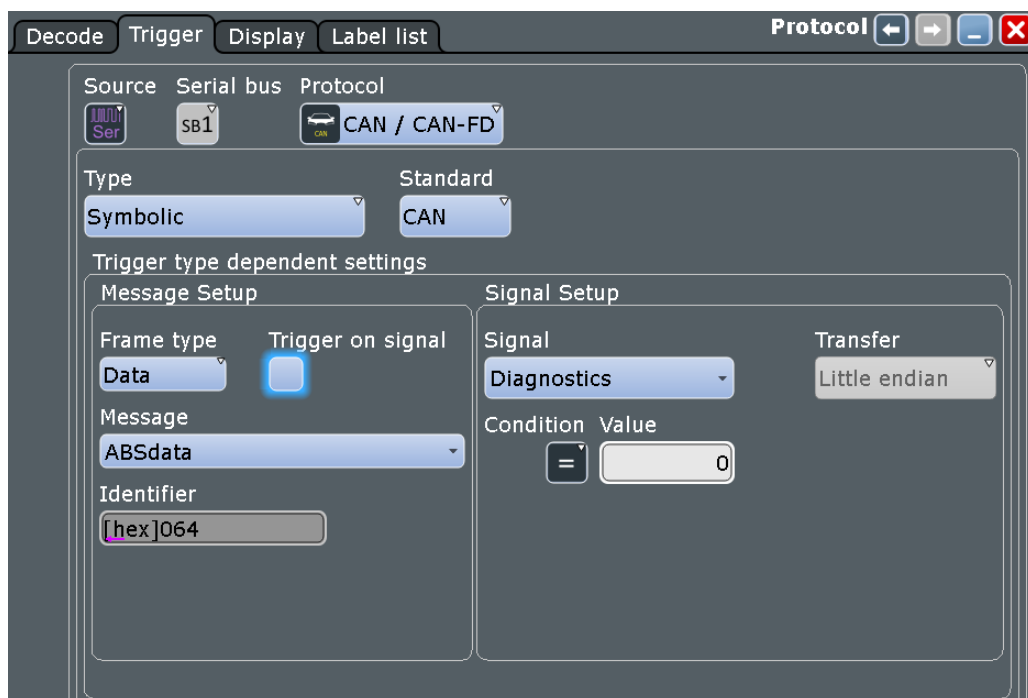 Decode Trigger Display Label list Protocol
Source Serial bus Protocol
Ser SB1 CAN CAN / CAN-FD
Type Standard
Symbolic CAN
Trigger type dependent settings
Message Setup Signal Setup
Frame type Trigger on signal Signal Transfer
Data Diagnostics Little endian
Message Condition Value
ABSdata = 0
Identifier
[hex]064